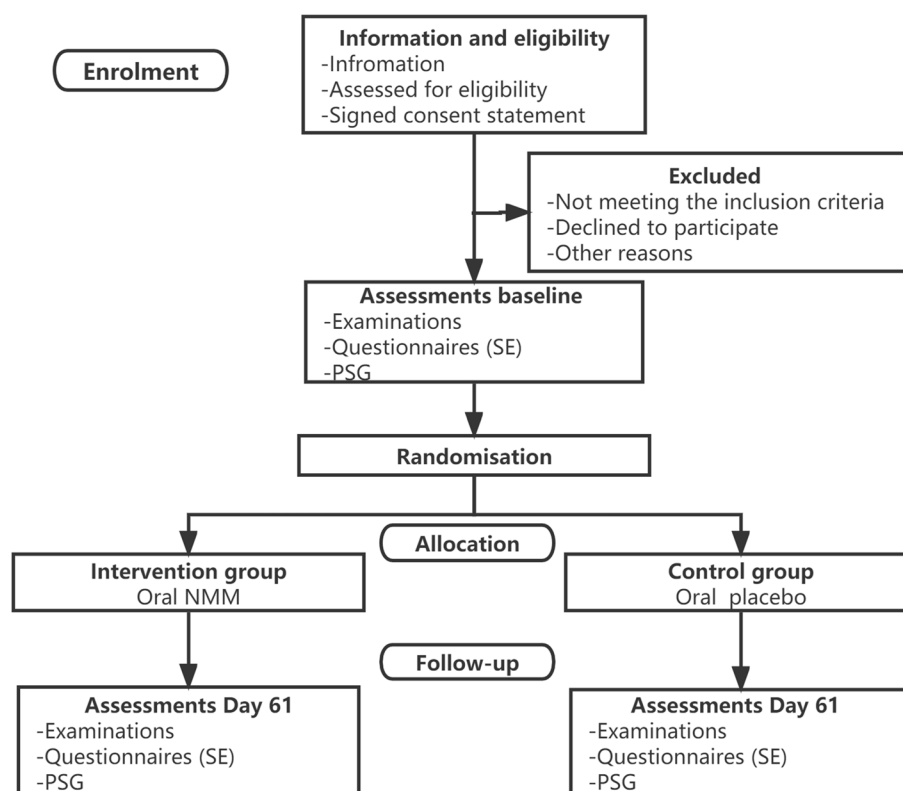 Enrolment
Information and eligibility
-Infromation
-Assessed for eligibility
-Signed consent statement
Excluded
-Not meeting the inclusion criteria
-Declined to participate
-Other reasons
Assessments baseline
-Examinations
-Questionnaires (SE)
-PSG
Randomisation
Allocation
Intervention group
Oral NMM
Control group
Oral placebo
Follow-up
Assessments Day 61
-Examinations
-Questionnaires (SE)
-PSG
Assessments Day 61
-Examinations
-Questionnaires (SE)
-PSG